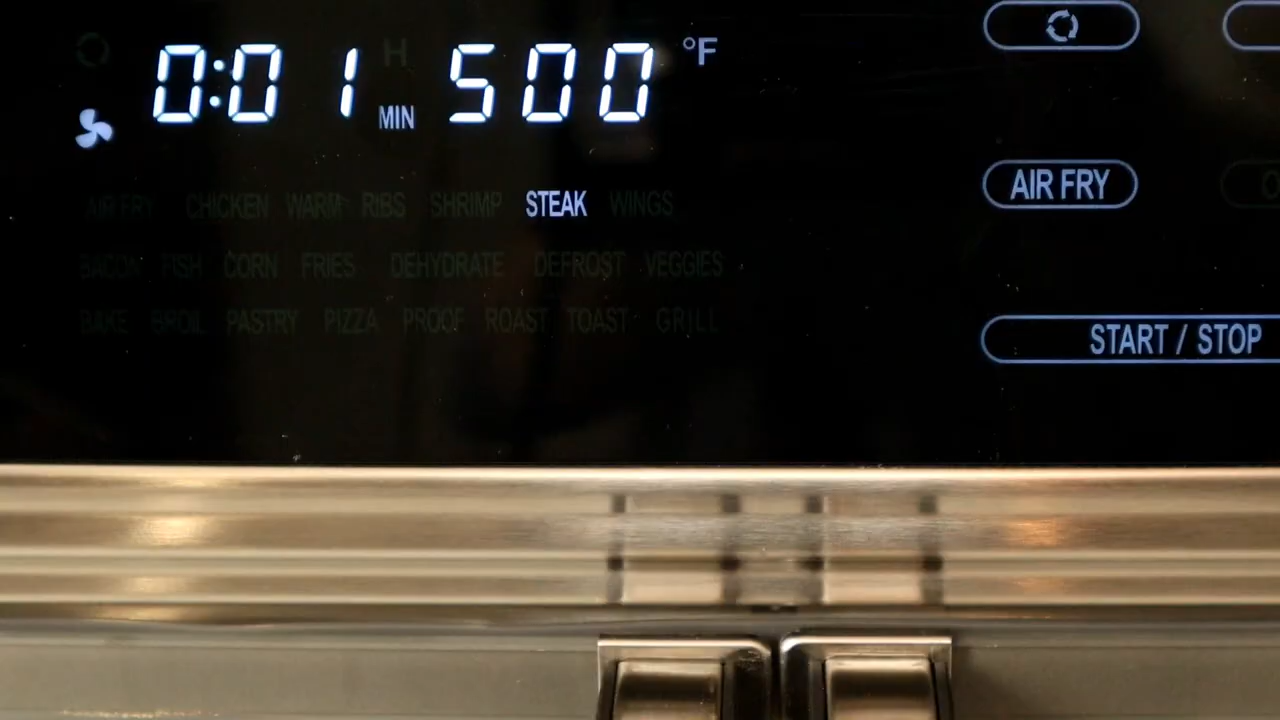 0:01 H MIN 500 °F
AIR FRY CHICKEN WARM RIBS SHRIMP STEAK WINGS
BACON FISH CORN FRIES DEHYDRATE DEFROST VEGGIES
BAKE BROIL PASTRY PIZZA PROOF ROAST TOAST GRILL
AIR FRY
START / STOP